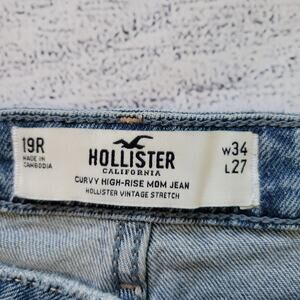 19R
MADE IN
CAMBODIA
HOLLISTER
CALIFORNIA
CURVY HIGH-RISE MOM JEAN
HOLLISTER VINTAGE STRETCH
W34
L27